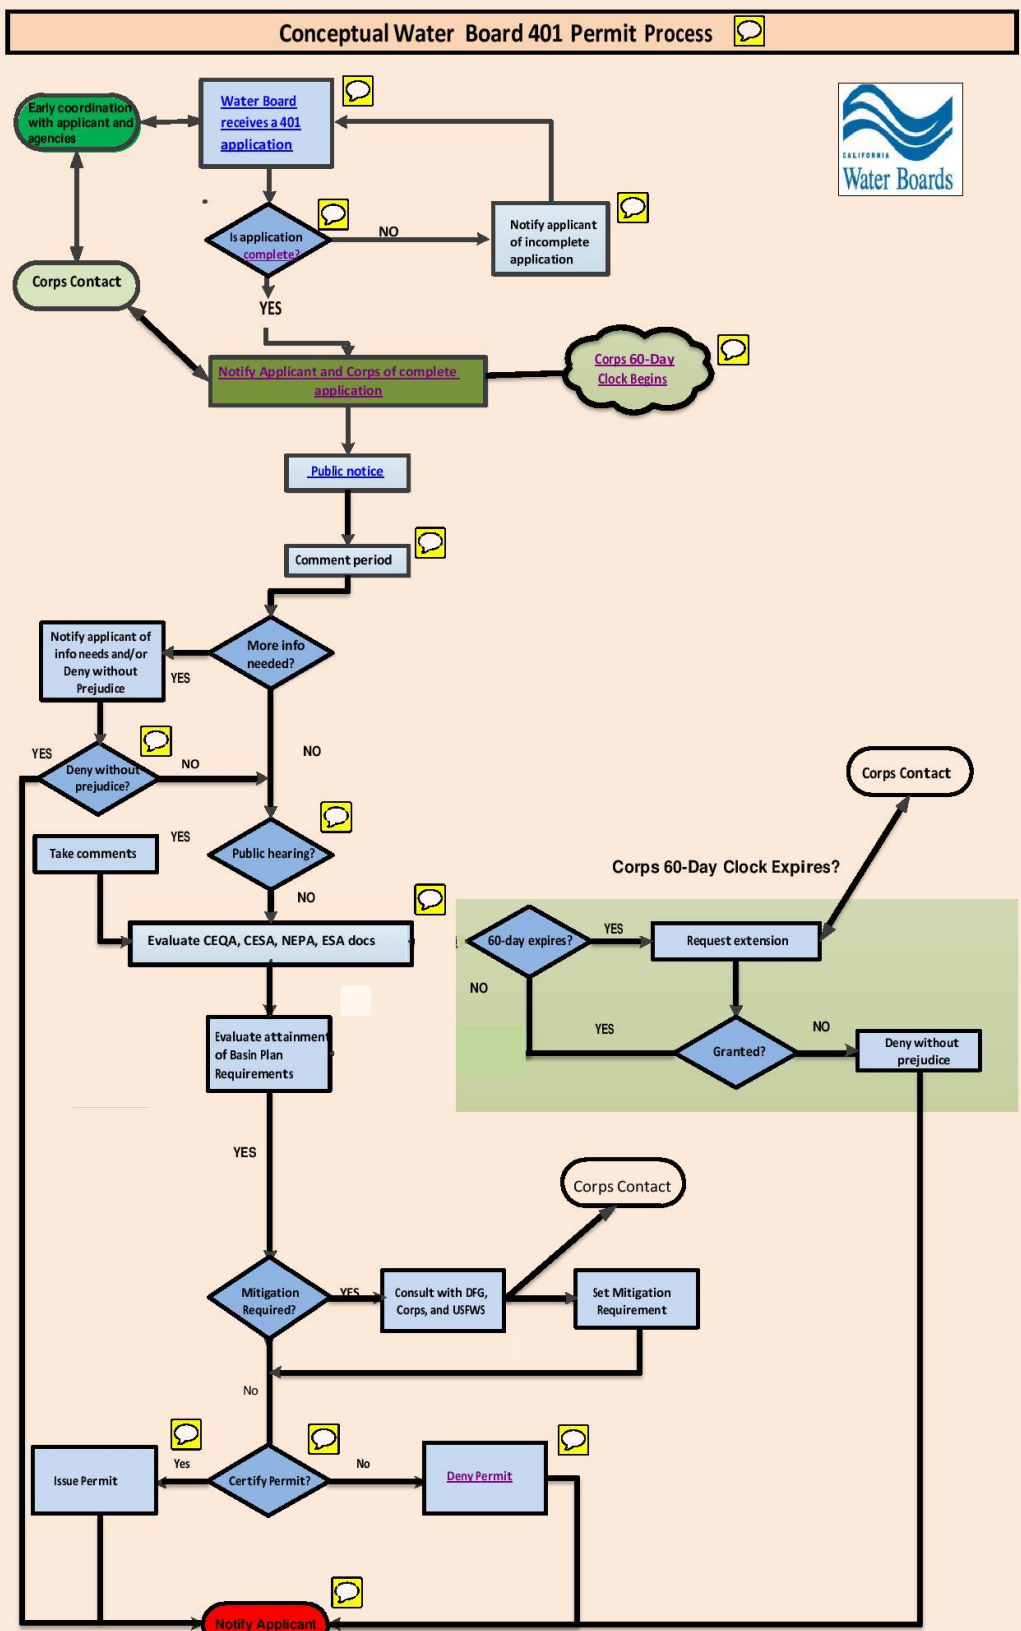 Conceptual Water Board 401 Permit Process
Early coordination
with applicant and
agencies
Water Board
receives a 401
application
CALIFORNIA
Water Boards
Is application
complete?
NO
Notify applicant
of incomplete
application
Corps Contact
YES
Notify Applicant and Corps of complete
application
Corps 60-Day
Clock Begins
Public notice
Comment period
Notify applicant of
info needs and/or
Deny without
Prejudice
YES
More info
needed?
NO
YES
Deny without
prejudice?
NO
Corps Contact
Take comments
YES
Public hearing?
NO
Corps 60-Day Clock Expires?
Evaluate CEQA, CESA, NEPA, ESA docs
60-day expires?
YES
Request extension
NO
YES
Granted?
NO
Deny without
prejudice
Evaluate attainment
of Basin Plan
Requirements
YES
Corps Contact
Mitigation
Required?
YES
Consult with DFG,
Corps, and USFWS
Set Mitigation
Requirement
No
Issue Permit
Yes
Certify Permit?
No
Deny Permit
Notify Applicant